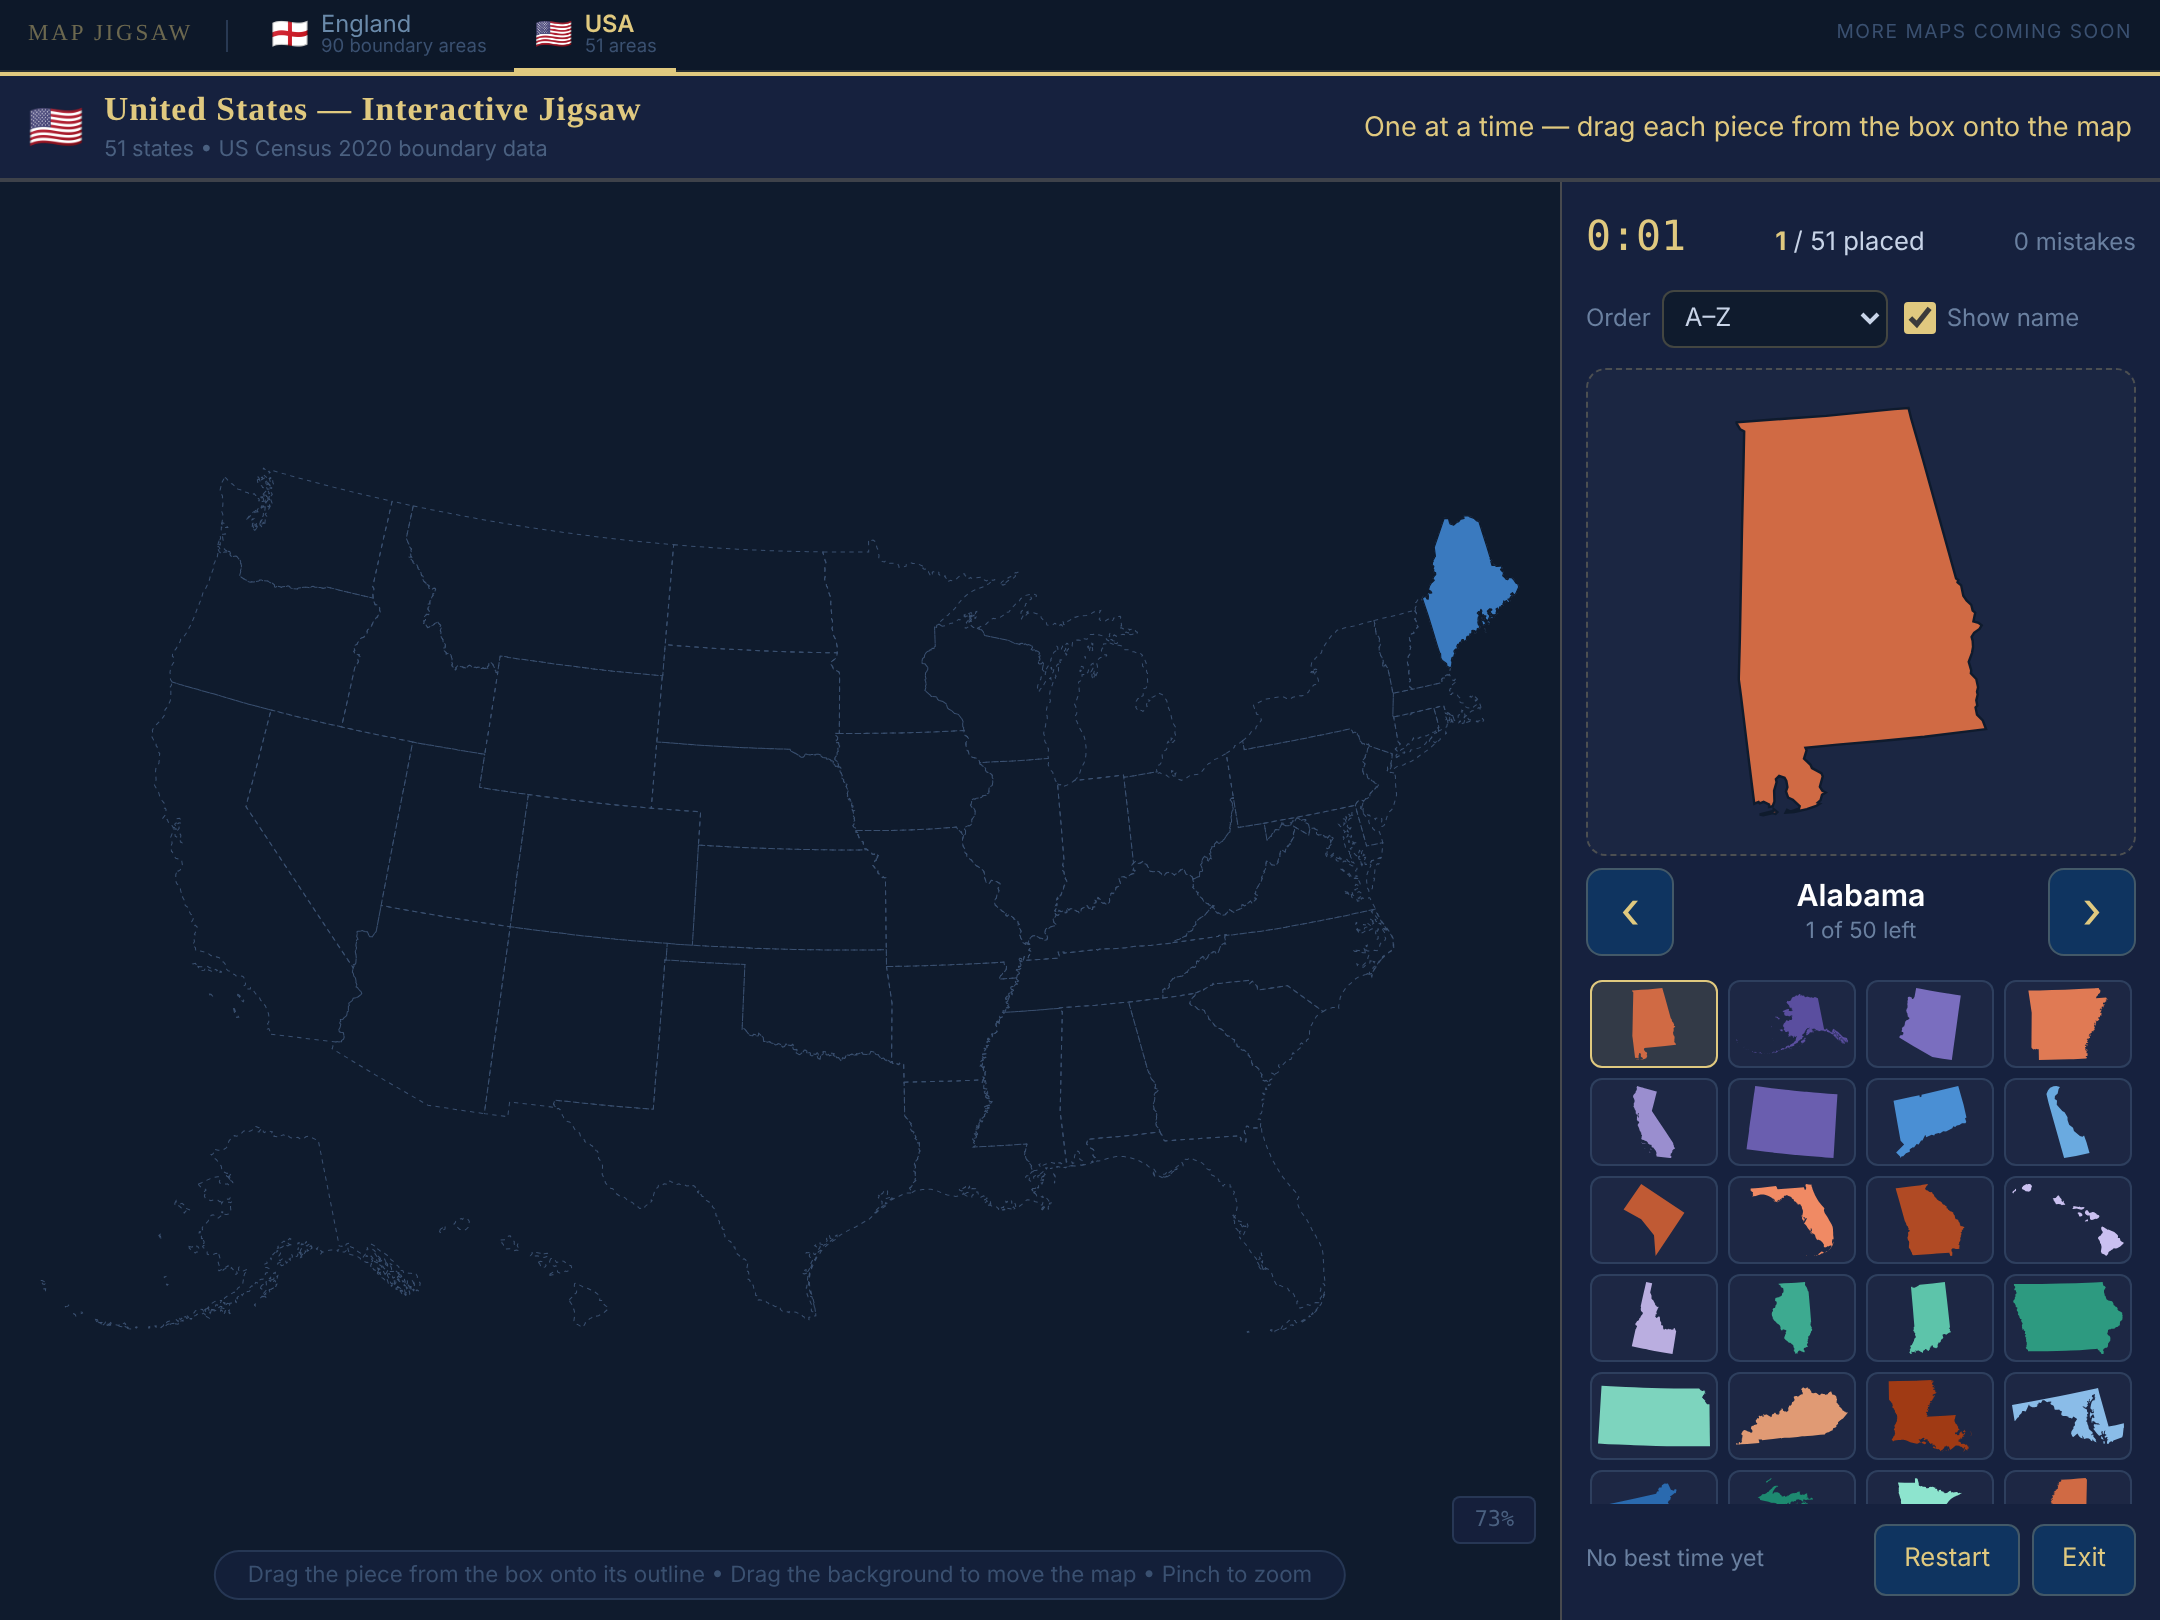 MAP JIGSAW
England
90 boundary areas
USA
51 areas
MORE MAPS COMING SOON
United States — Interactive Jigsaw
51 states • US Census 2020 boundary data
One at a time — drag each piece from the box onto the map
0:01
1 / 51 placed
0 mistakes
Order
A–Z
Show name
Alabama
1 of 50 left
73%
Drag the piece from the box onto its outline • Drag the background to move the map • Pinch to zoom
No best time yet
Restart
Exit